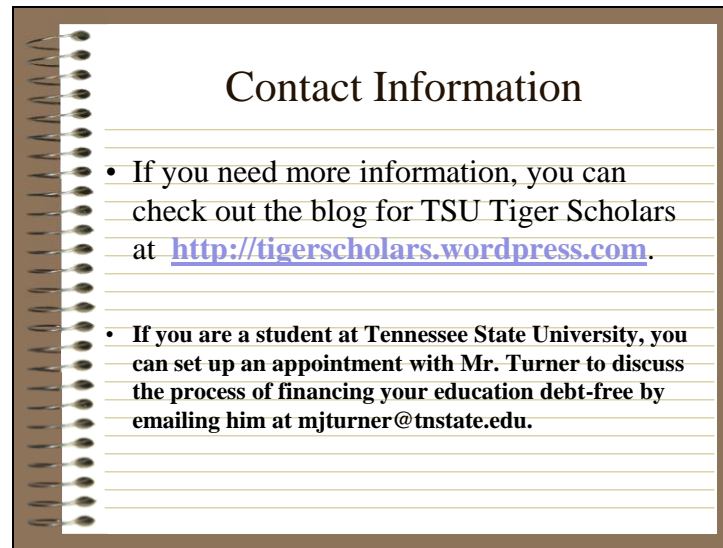 Contact Information
• If you need more information, you can
check out the blog for TSU Tiger Scholars
at http://tigerscholars.wordpress.com.
• If you are a student at Tennessee State University, you
can set up an appointment with Mr. Turner to discuss
the process of financing your education debt-free by
emailing him at mjturner@tnstate.edu.